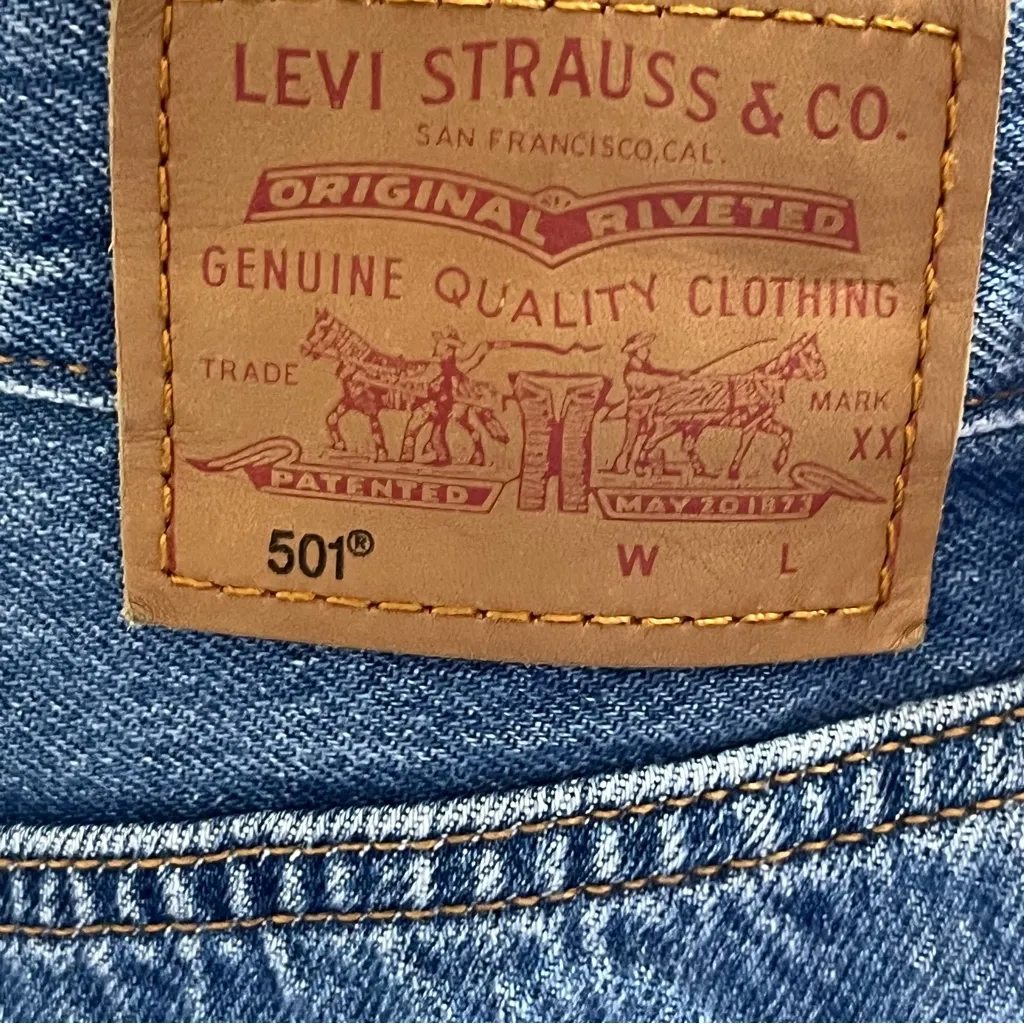 LEVI STRAUSS & CO.
SAN FRANCISCO, CAL.
ORIGINAL RIVETED
GENUINE QUALITY CLOTHING
TRADE MARK
XX
PATENTED MAY 20 1873
501® W L